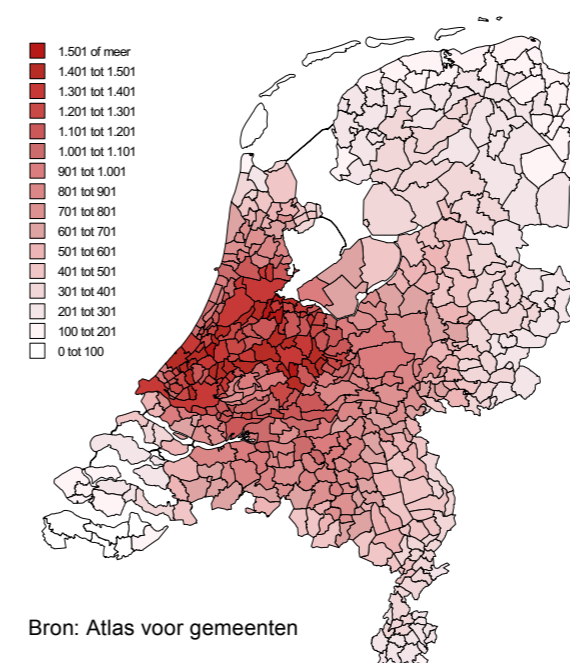 1.501 of meer
1.401 tot 1.501
1.301 tot 1.401
1.201 tot 1.301
1.101 tot 1.201
1.001 tot 1.101
901 tot 1.001
801 tot 901
701 tot 801
601 tot 701
501 tot 601
401 tot 501
301 tot 401
201 tot 301
100 tot 201
0 tot 100
Bron: Atlas voor gemeenten